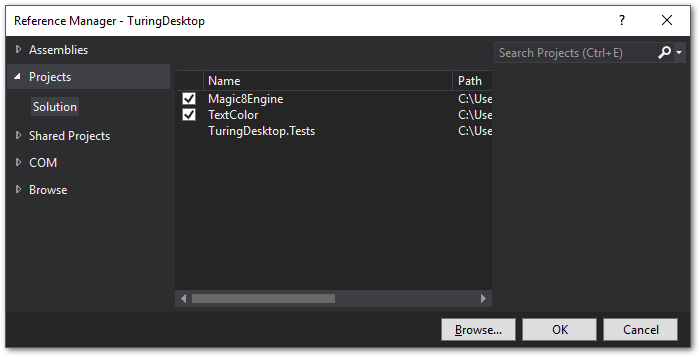 Reference Manager - TuringDesktop
?
Assemblies
Projects
Solution
Shared Projects
COM
Browse
Search Projects (Ctrl+E)
Name Path
Magic8Engine C:\Use
TextColor C:\Use
TuringDesktop.Tests C:\Use
Browse... OK Cancel